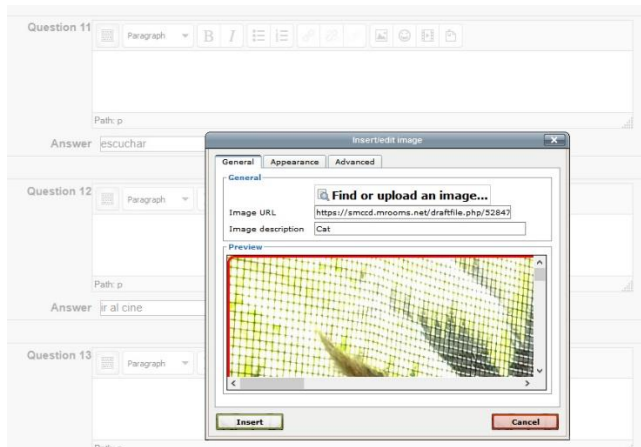 Question 11
Paragraph B I
Path: p
Answer escuchar
Insert/edit image
General Appearance Advanced
General
Find or upload an image...
Image URL https://smccd.mrooms.net/draftfile.php/52847
Image description Cat
Preview
Question 12
Paragraph
Path: p
Answer ir al cine
Question 13
Paragraph
Insert Cancel
Path: p